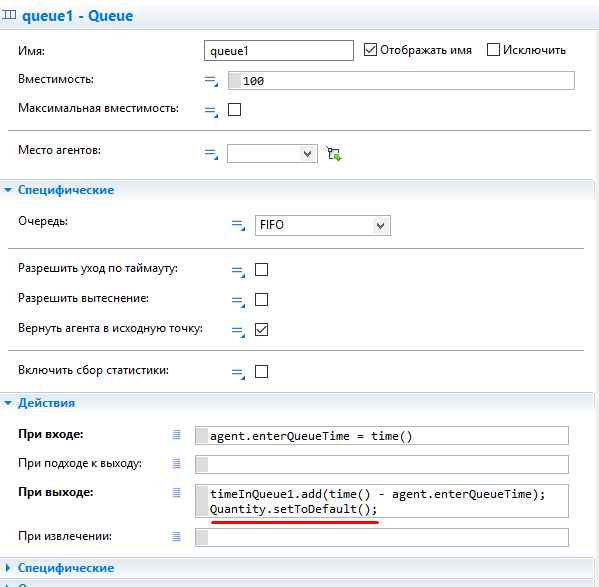 queue1 - Queue
Имя:
queue1
Отображать имя
Исключить
Вместимость:
100
Максимальная вместимость:
Место агентов:
Специфические
Очередь:
FIFO
Разрешить уход по таймауту:
Разрешить вытеснение:
Вернуть агента в исходную точку:
Включить сбор статистики:
Действия
При входе:
agent.enterQueueTime = time()
При подходе к выходу:
При выходе:
timeInQueue1.add(time() - agent.enterQueueTime);
Quantity.setToDefault();
При извлечении:
Специфические